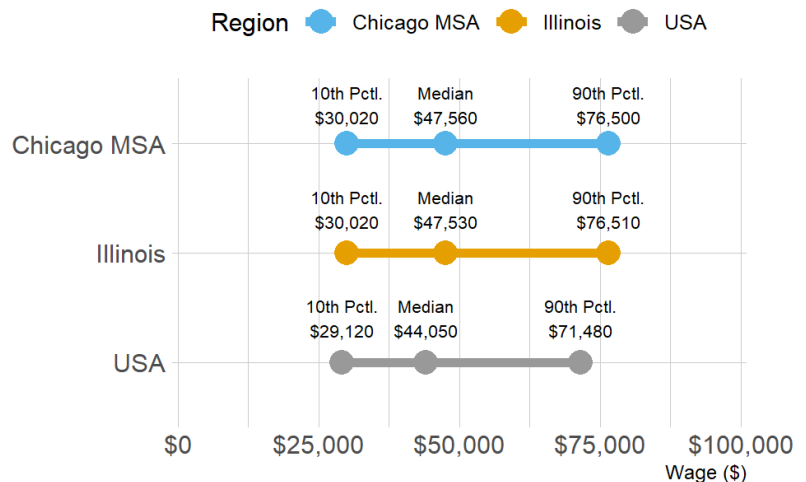 Region Chicago MSA Illinois USA
10th Pctl. Median 90th Pctl.
$30,020 $47,560 $76,500
Chicago MSA
10th Pctl. Median 90th Pctl.
$30,020 $47,530 $76,510
Illinois
10th Pctl. Median 90th Pctl.
$29,120 $44,050 $71,480
USA
$0 $25,000 $50,000 $75,000 $100,000
Wage ($)